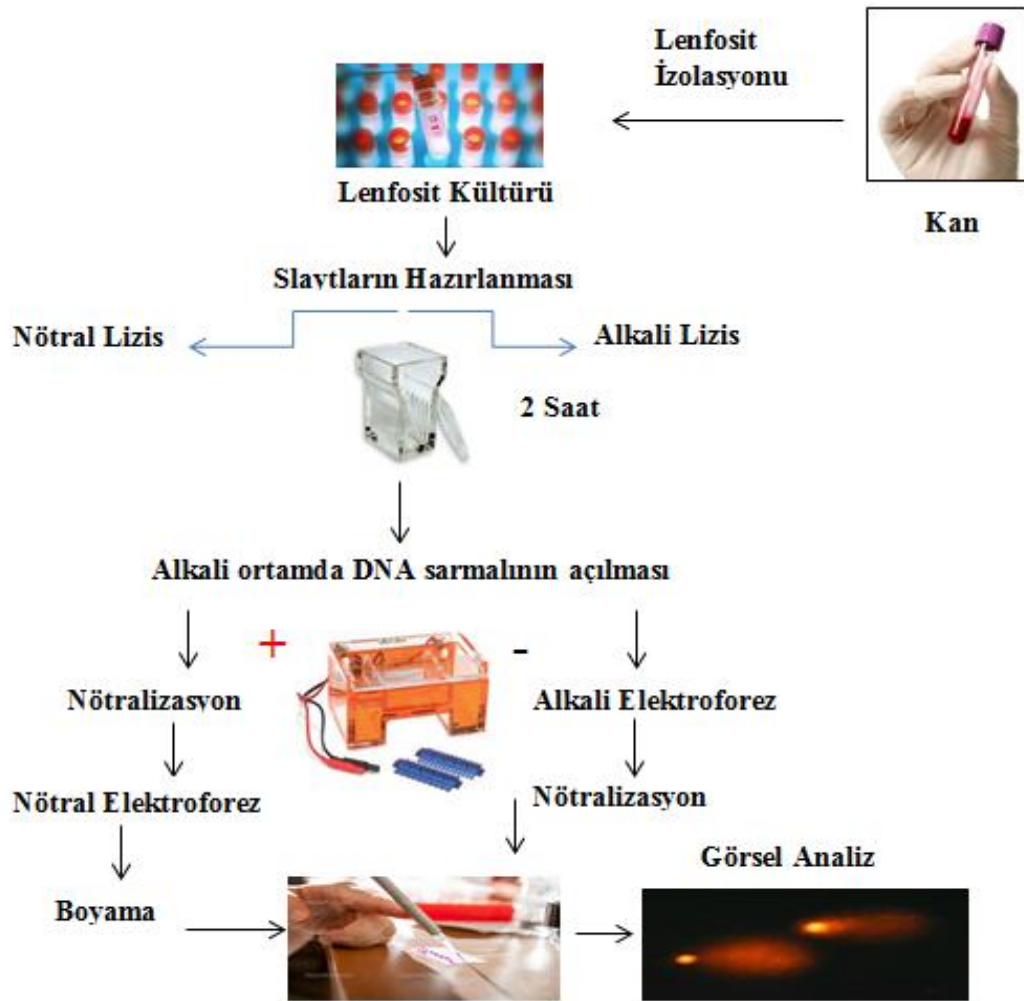 Lenfosit
İzolasyonu
Lenfosit Kültürü
Kan
Slaytların Hazırlanması
Nötral Lizis
Alkali Lizis
2 Saat
Alkali ortamda DNA sarmalının açılması
+
-
Nötralizasyon
Alkali Elektroforez
Nötral Elektroforez
Nötralizasyon
Görsel Analiz
Boyama